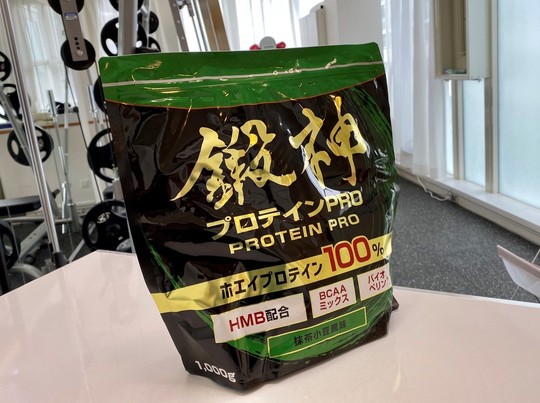 鍛神
プロテインPRO
PROTEIN PRO
ホエイプロテイン100%
HMB配合
BCAA
ミックス
バイオ
ペリン
抹茶小豆風味
1,000g